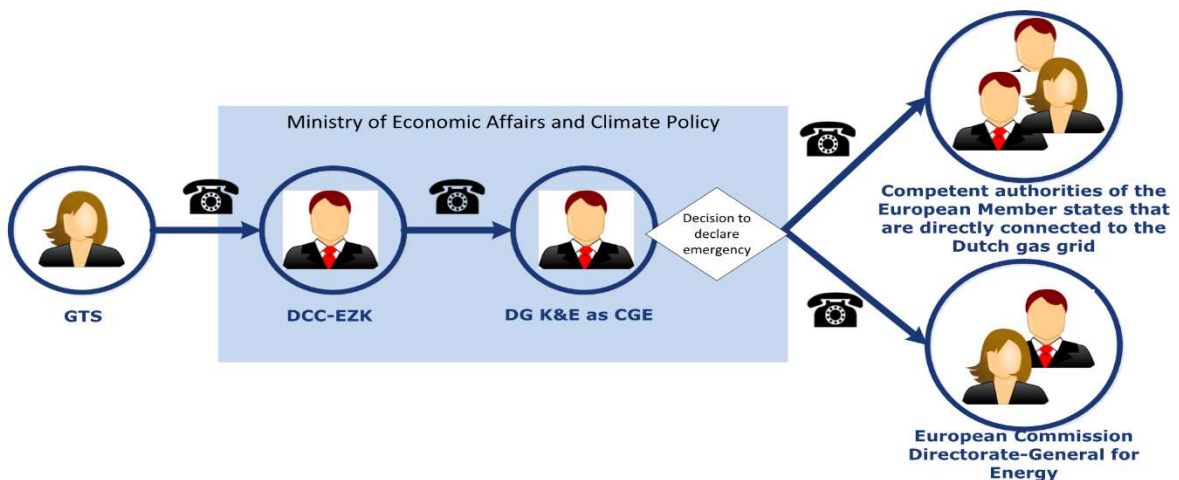 Ministry of Economic Affairs and Climate Policy
GTS
DCC-EZK
DG K&E as CGE
Decision to
declare
emergency
Competent authorities of the
European Member states that
are directly connected to the
Dutch gas grid
European Commission
Directorate-General for
Energy